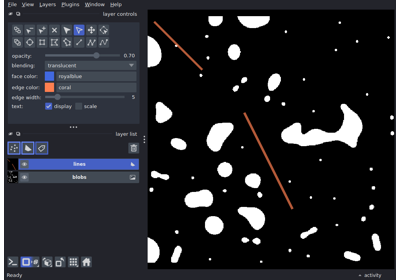 File View Layers Plugins Window Help
layer controls
opacity: 0.70
blending: translucent
face color: royalblue
edge color: coral
edge width: 5
text: display scale
layer list
lines
blobs
Ready
activity